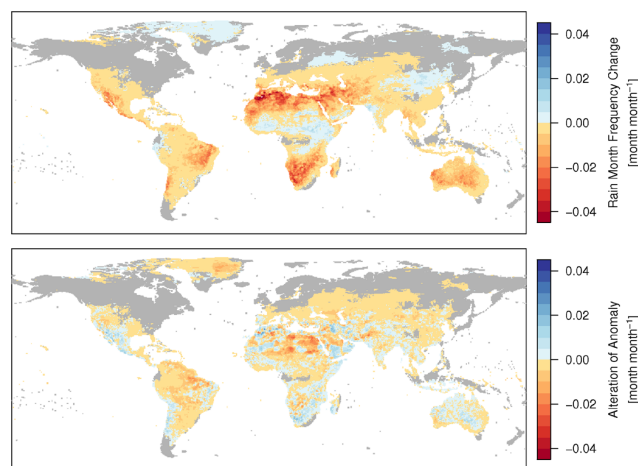 0.04
0.02
0.00
−0.02
−0.04
Rain Month Frequency Change
[month month⁻¹]
0.04
0.02
0.00
−0.02
−0.04
Alteration of Anomaly
[month month⁻¹]